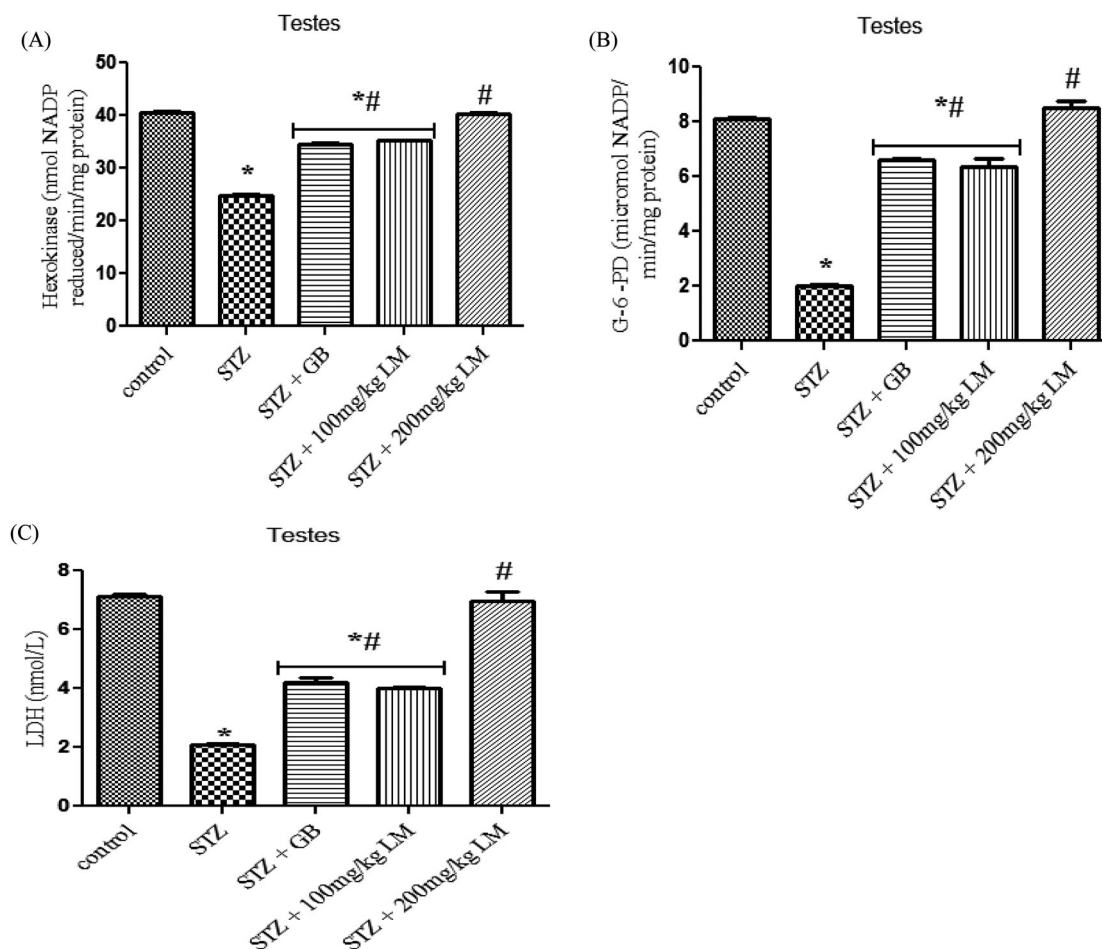 (A)
Testes
Hexokinase (nmol NADP
reduced/min/mg protein)
50
40
30
20
10
0
*
*#
#
control
STZ
STZ + GB
STZ + 100mg/kg LM
STZ + 200mg/kg LM
(B)
Testes
G-6 -PD (micromol NADP/
min/mg protein)
10
8
6
4
2
0
*
*#
#
control
STZ
STZ + GB
STZ + 100mg/kg LM
STZ + 200mg/kg LM
(C)
Testes
LDH (nmol/L)
8
6
4
2
0
*
*#
#
control
STZ
STZ + GB
STZ + 100mg/kg LM
STZ + 200mg/kg LM